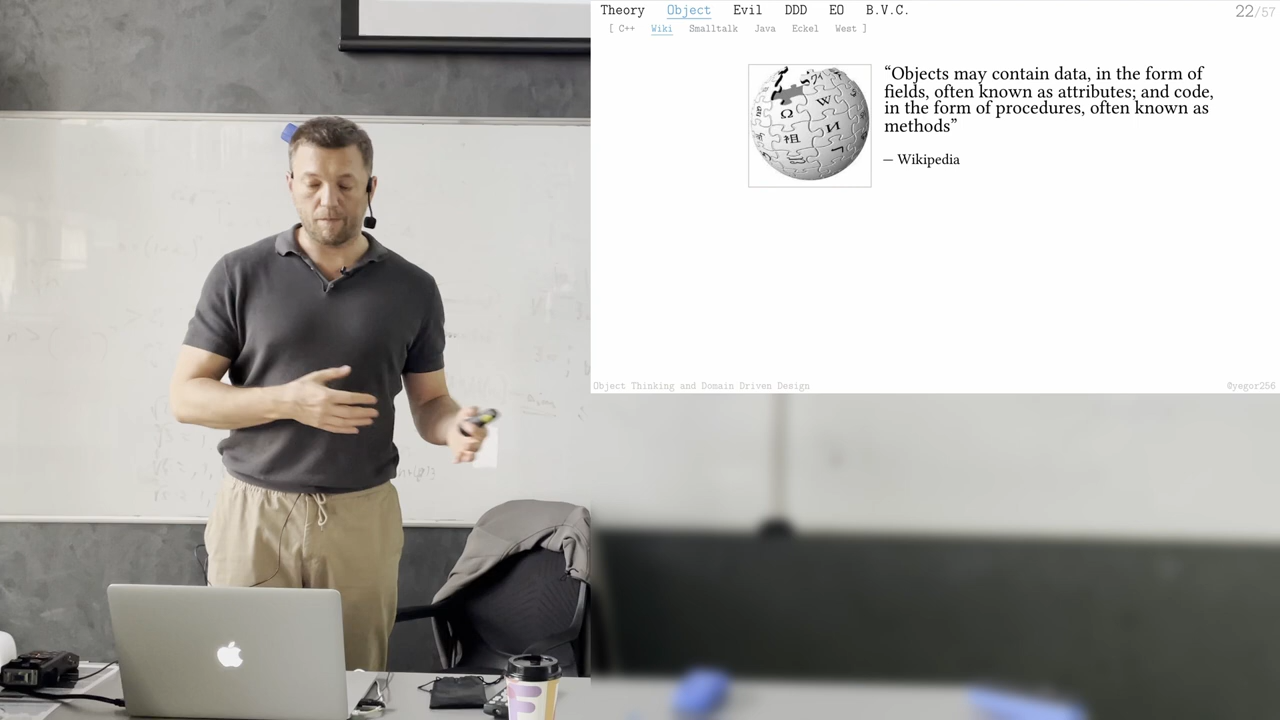 Theory Object Evil DDD EO B.V.C.
22/57
[ C++ Wiki Smalltalk Java Eckel West ]
“Objects may contain data, in the form of
fields, often known as attributes; and code,
in the form of procedures, often known as
methods”
— Wikipedia
Ω
W
И
祖
Object Thinking and Domain Driven Design
@yegor256